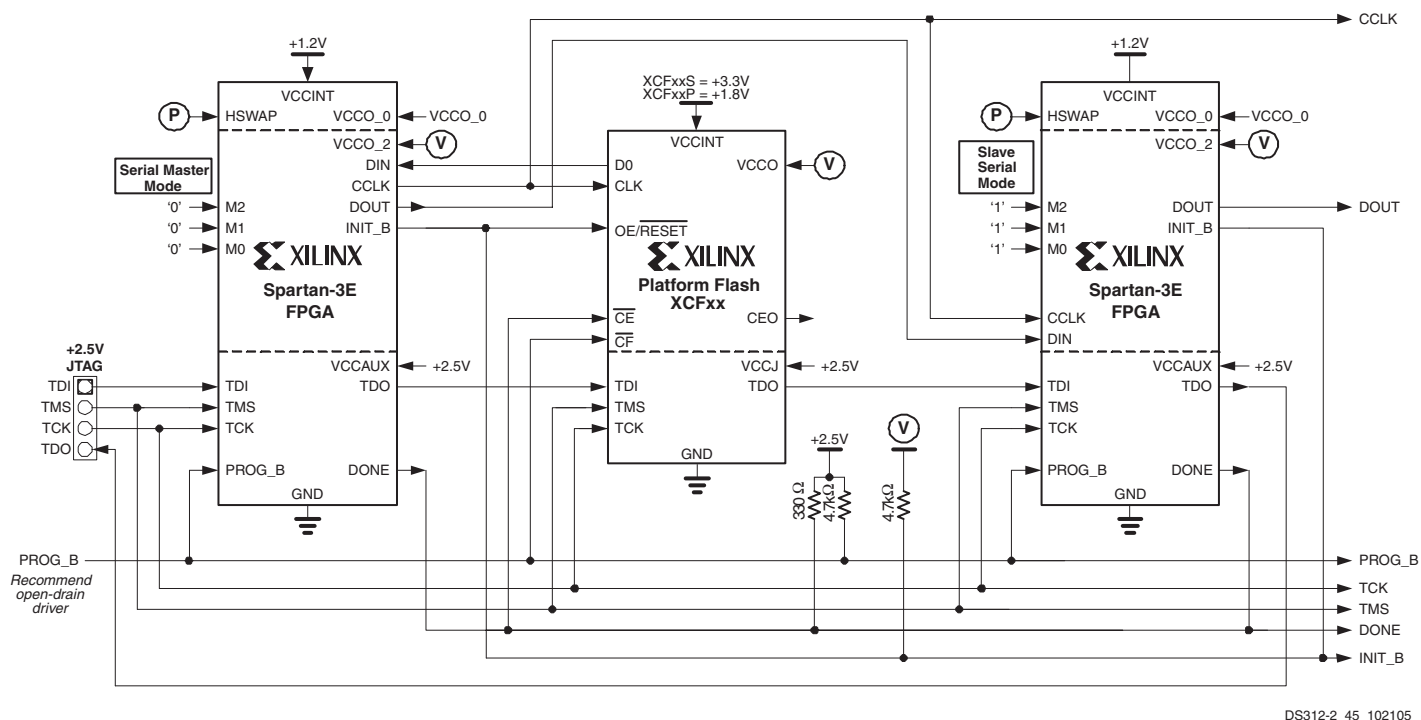 CCLK
+1.2V
VCCINT
P
HSWAP
VCCO_0
VCCO_0
VCCO_2
V
Serial Master
Mode
DIN
CCLK
DOUT
INIT_B
'0'
M2
'0'
M1
'0'
M0
XILINX
Spartan-3E
FPGA
VCCAUX
+2.5V
TDI
TDO
TMS
TCK
PROG_B
DONE
GND
+2.5V
JTAG
TDI
TMS
TCK
TDO
XCFxxS = +3.3V
XCFxxP = +1.8V
VCCINT
D0
VCCO
V
CLK
OE/RESET
XILINX
Platform Flash
XCFxx
CE
CEO
CF
VCCJ
+2.5V
TDI
TDO
TMS
TCK
GND
+2.5V
V
330 Ω
4.7kΩ
4.7kΩ
+1.2V
VCCINT
P
HSWAP
VCCO_0
VCCO_0
VCCO_2
V
Slave
Serial
Mode
'1'
M2
'1'
M1
'1'
M0
DOUT
DOUT
INIT_B
XILINX
Spartan-3E
FPGA
CCLK
DIN
VCCAUX
+2.5V
TDI
TDO
TMS
TCK
PROG_B
DONE
GND
PROG_B
Recommend
open-drain
driver
PROG_B
TCK
TMS
DONE
INIT_B
DS312-2_45_102105